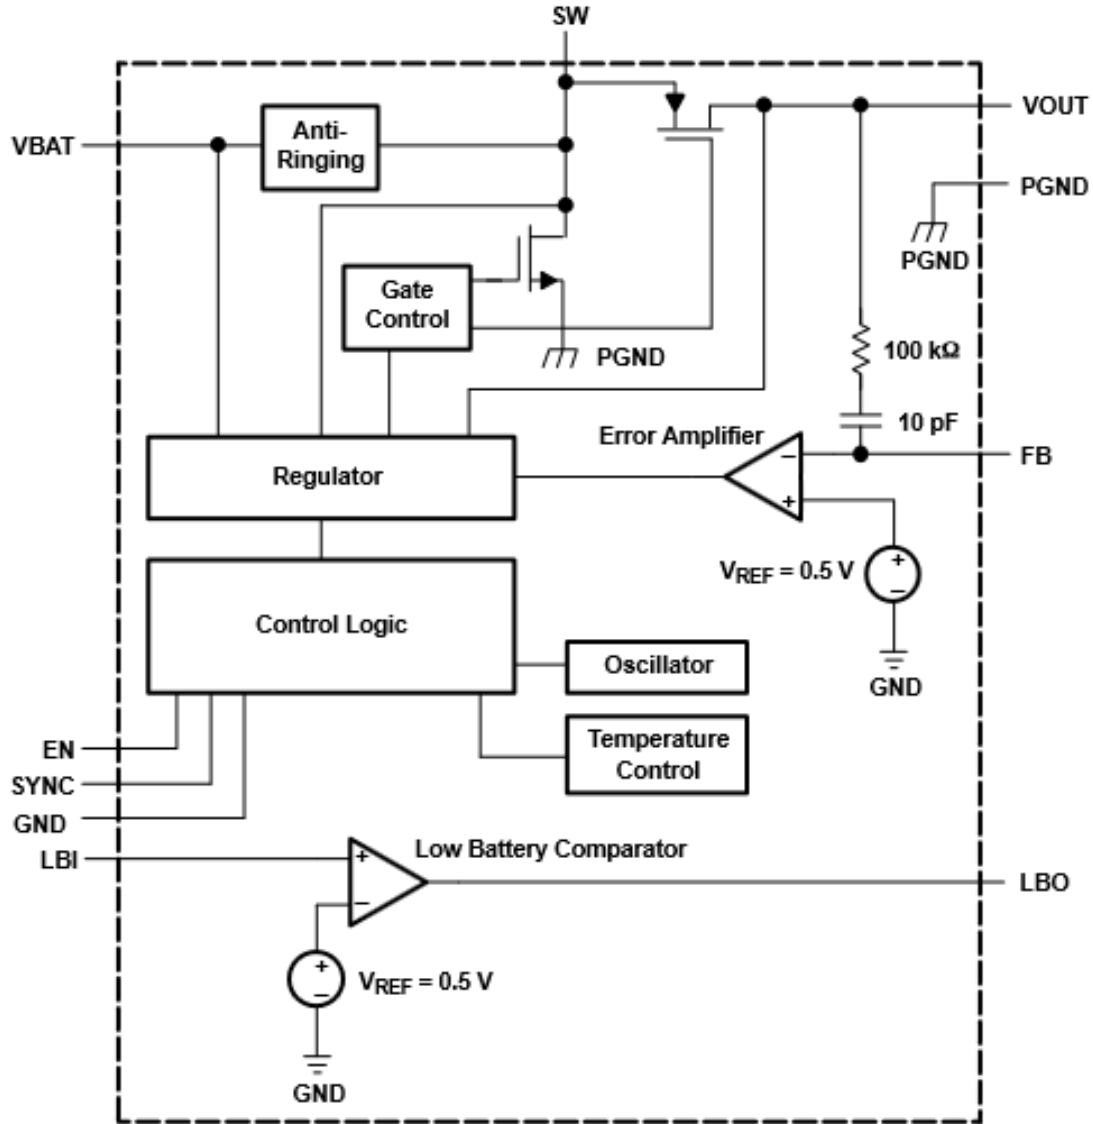 SW
VOUT
VBAT
Anti-
Ringing
PGND
PGND
Gate
Control
PGND
100 kΩ
10 pF
Error Amplifier
−
FB
Regulator
+
VREF = 0.5 V
+
−
Control Logic
Oscillator
GND
Temperature
Control
EN
SYNC
GND
LBI
+
Low Battery Comparator
−
LBO
+
−
VREF = 0.5 V
GND